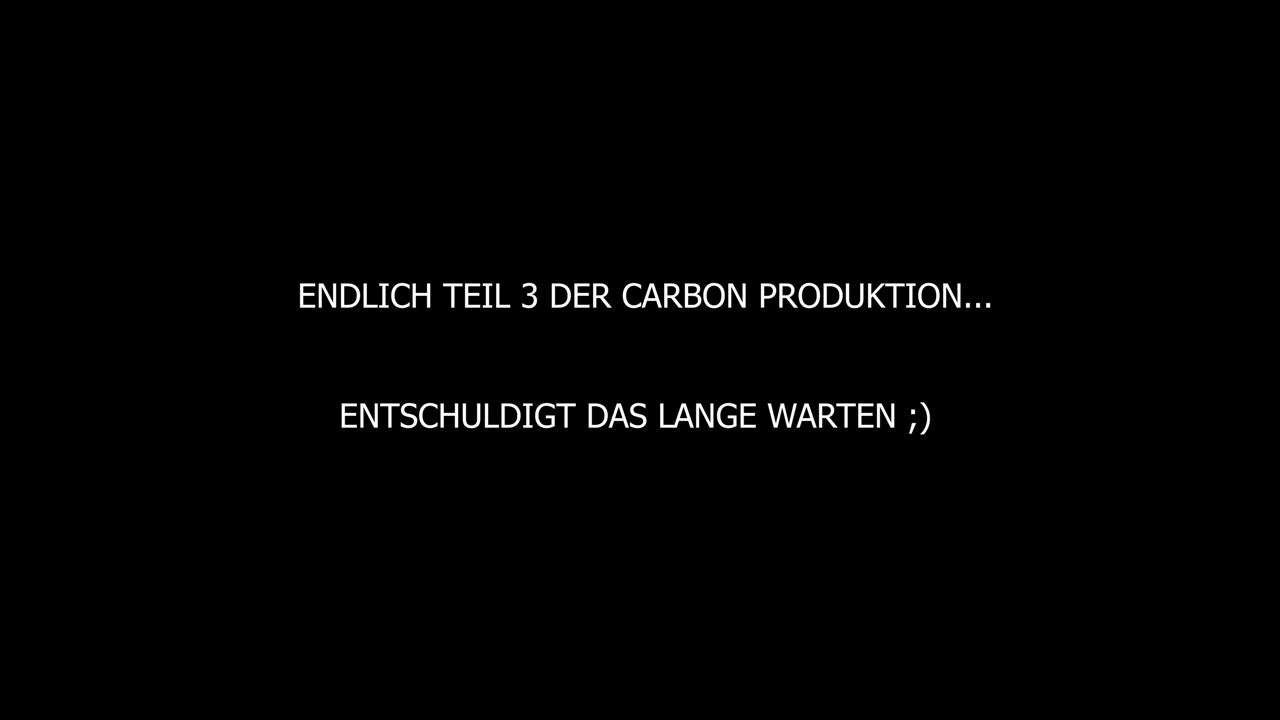 ENDLICH TEIL 3 DER CARBON PRODUKTION...
ENTSCHULDIGT DAS LANGE WARTEN ;)